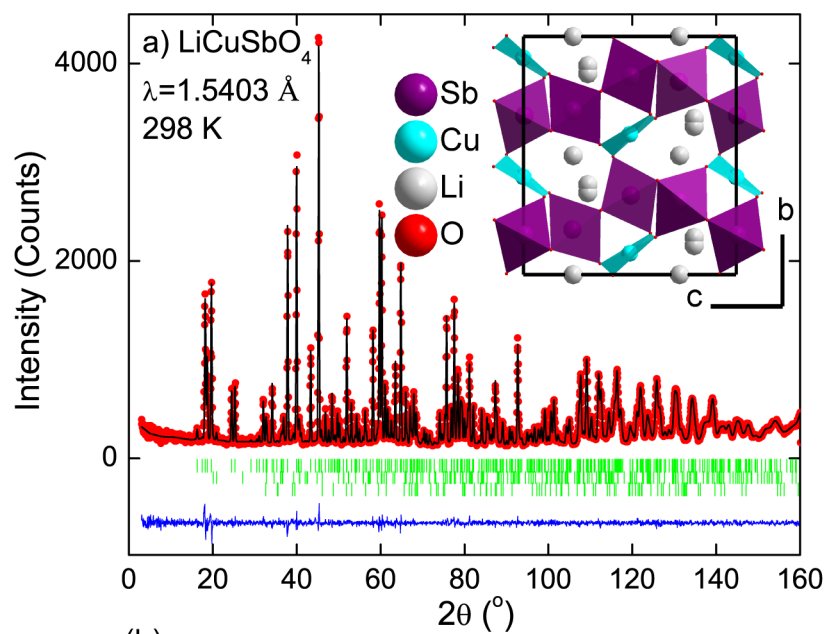 a) LiCuSbO₄
λ=1.5403 Å
298 K
Sb
Cu
Li
O
b
c
Intensity (Counts)
4000
2000
0
0 20 40 60 80 100 120 140 160
2θ (°)